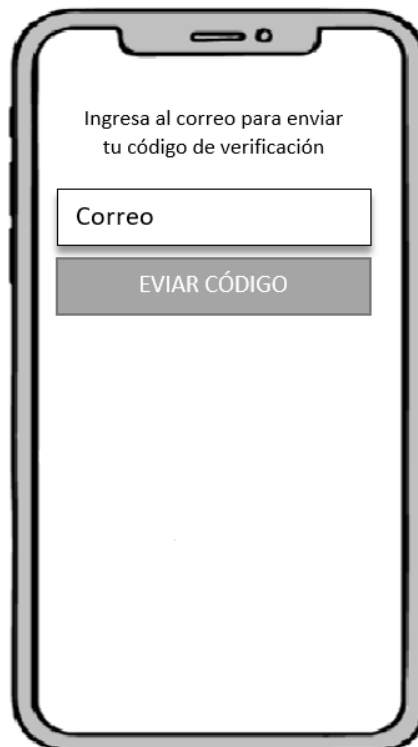 Ingresa al correo para enviar
tu código de verificación
Correo
EVIAR CÓDIGO